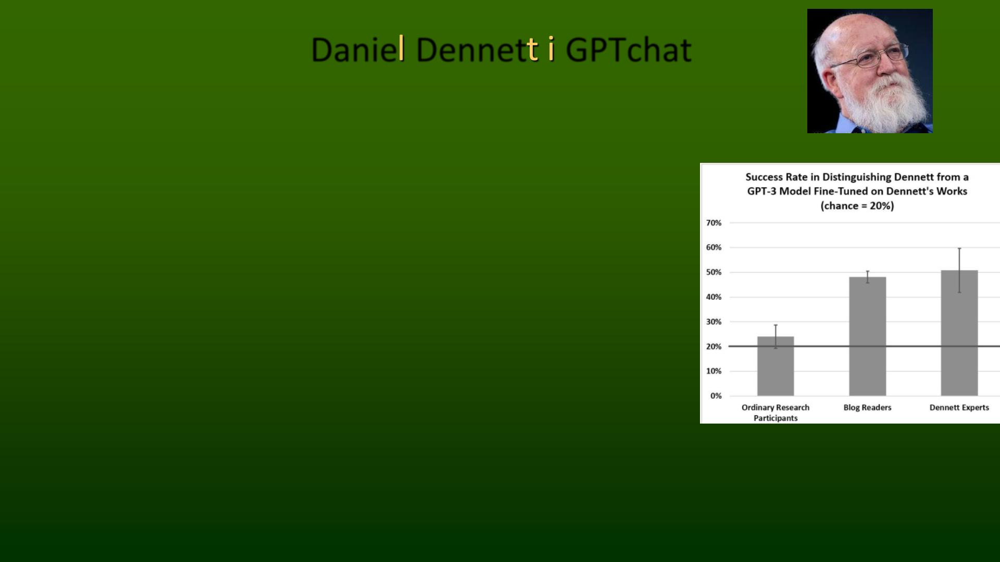 Daniel Dennett i GPTchat
Success Rate in Distinguishing Dennett from a
GPT-3 Model Fine-Tuned on Dennett's Works
(chance = 20%)
70%
60%
50%
40%
30%
20%
10%
0%
Ordinary Research
Participants
Blog Readers
Dennett Experts